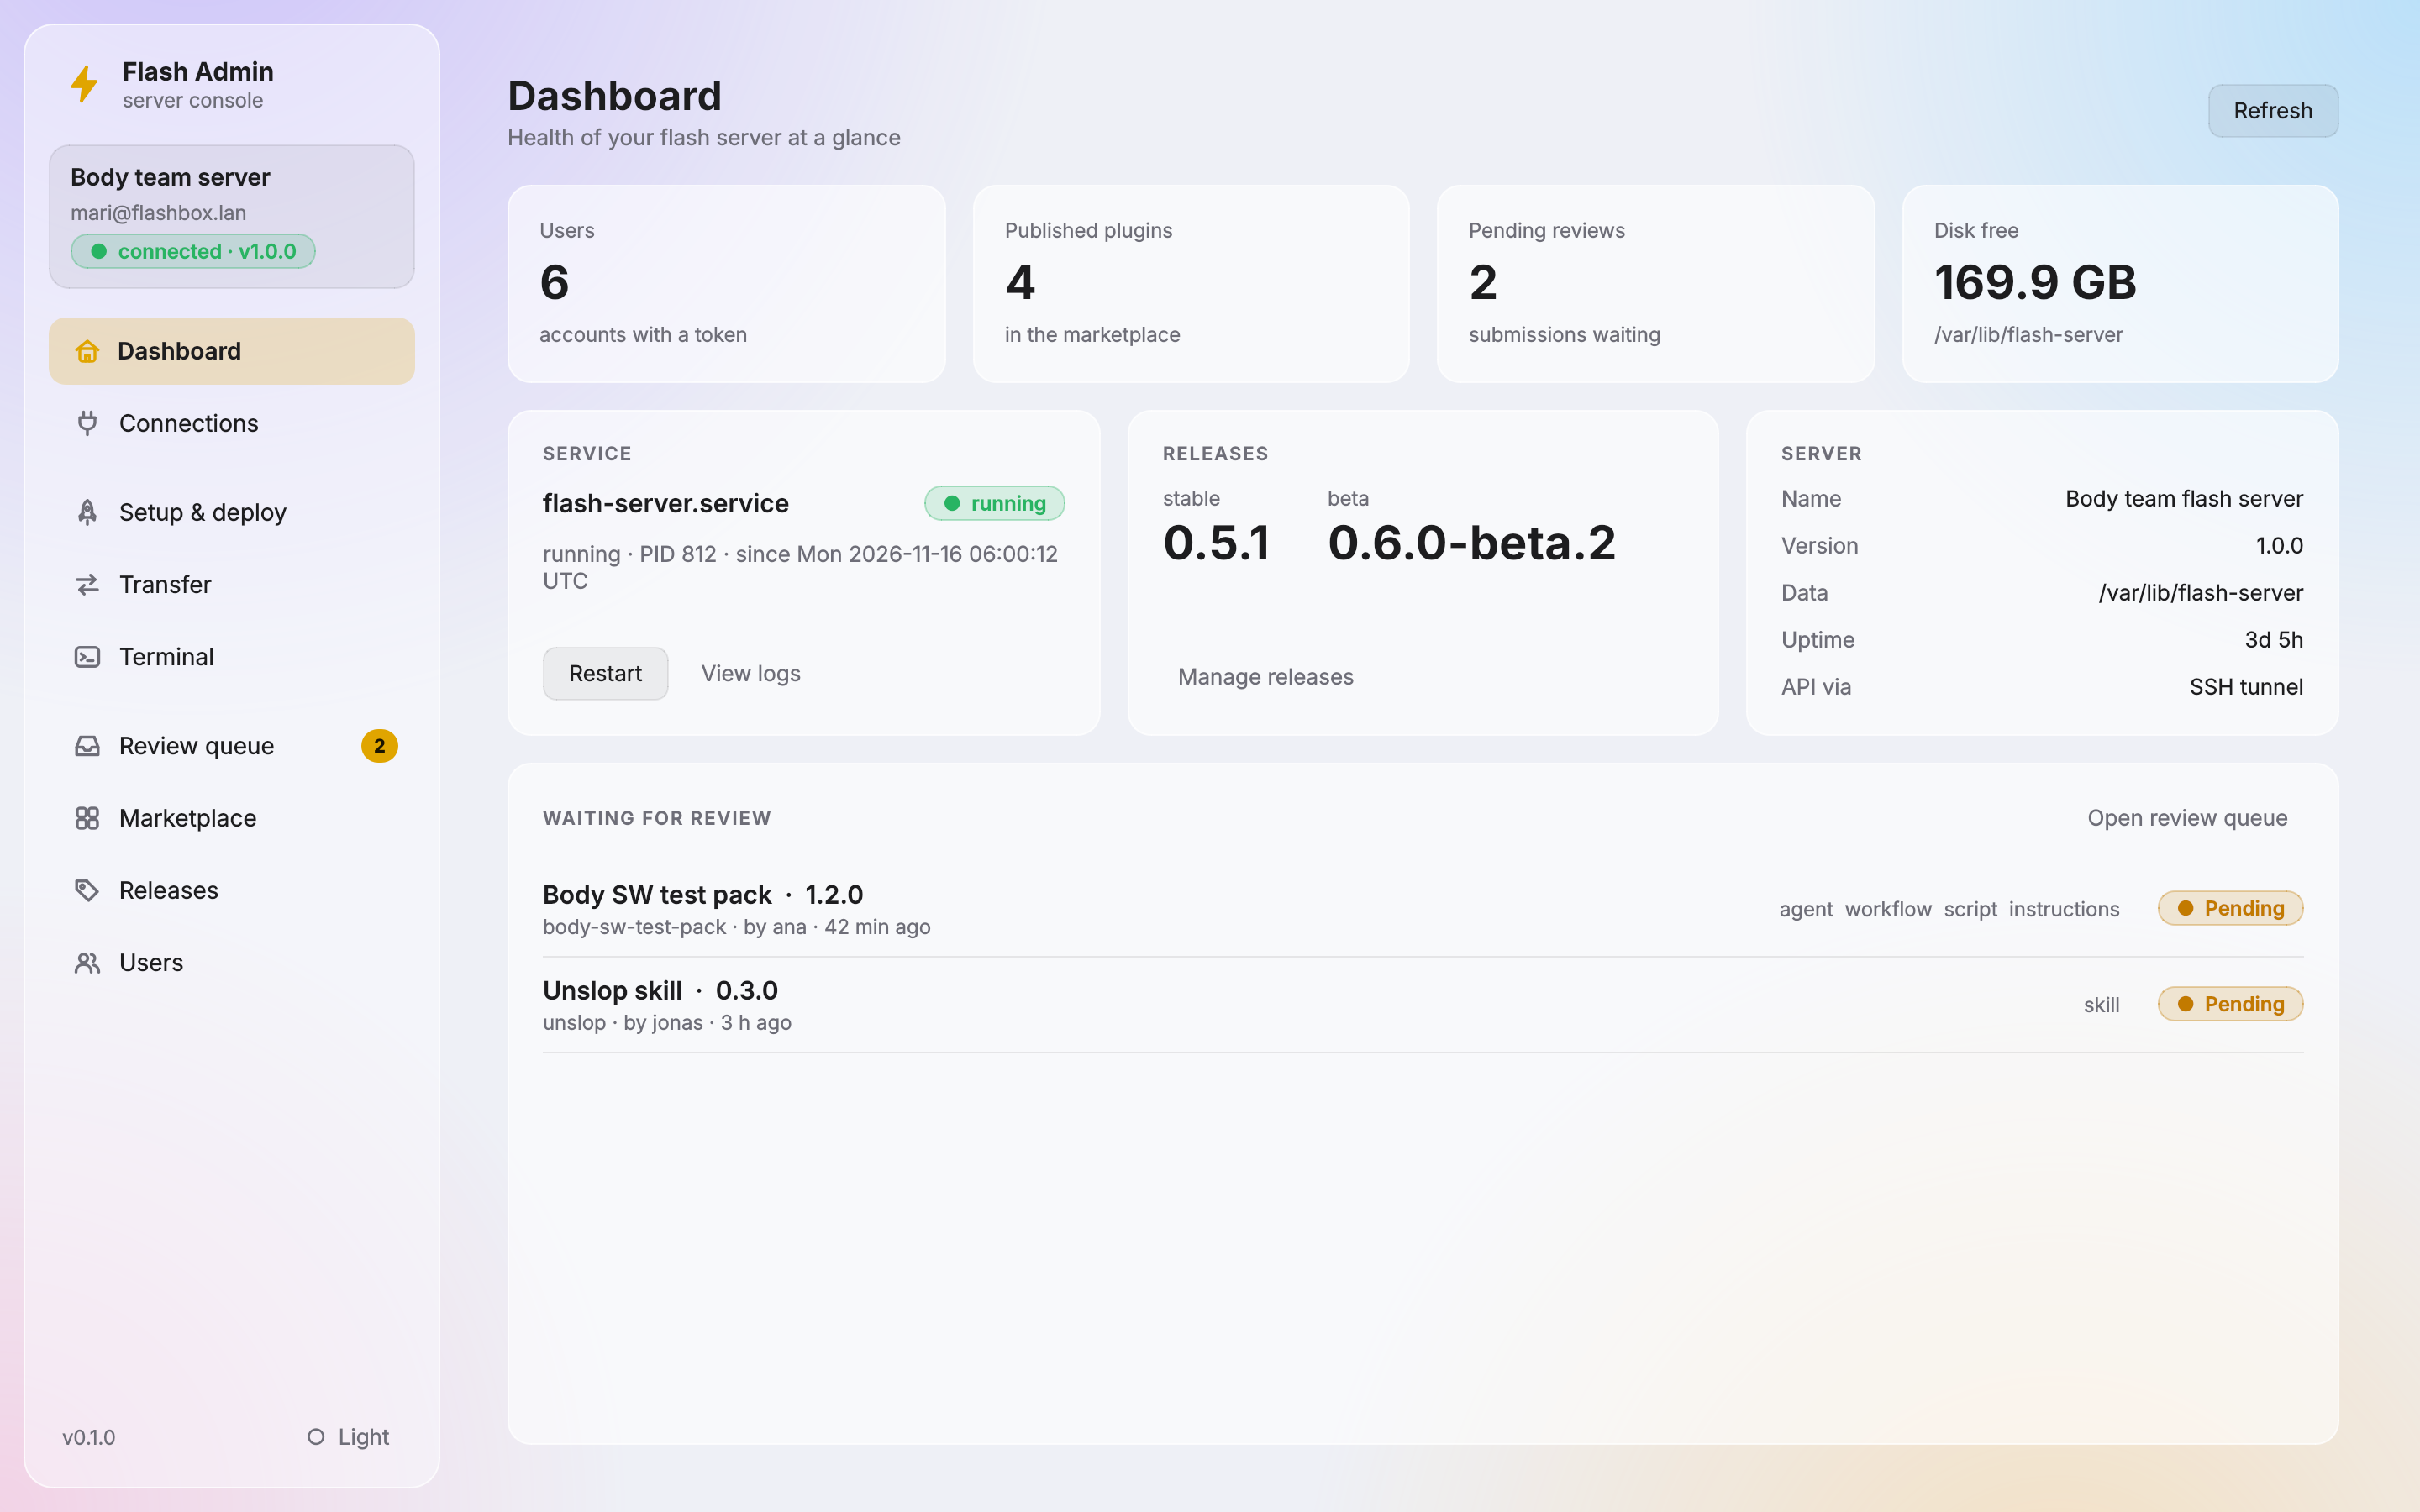 Flash Admin
server console
Body team server
mari@flashbox.lan
connected · v1.0.0
Dashboard
Connections
Setup & deploy
Transfer
Terminal
Review queue 2
Marketplace
Releases
Users
v0.1.0 Light
Dashboard
Health of your flash server at a glance
Refresh
Users
6
accounts with a token
Published plugins
4
in the marketplace
Pending reviews
2
submissions waiting
Disk free
169.9 GB
/var/lib/flash-server
SERVICE
flash-server.service running
running · PID 812 · since Mon 2026-11-16 06:00:12
UTC
Restart View logs
RELEASES
stable beta
0.5.1 0.6.0-beta.2
Manage releases
SERVER
Name Body team flash server
Version 1.0.0
Data /var/lib/flash-server
Uptime 3d 5h
API via SSH tunnel
WAITING FOR REVIEW Open review queue
Body SW test pack · 1.2.0
body-sw-test-pack · by ana · 42 min ago
agent workflow script instructions Pending
Unslop skill · 0.3.0
unslop · by jonas · 3 h ago
skill Pending